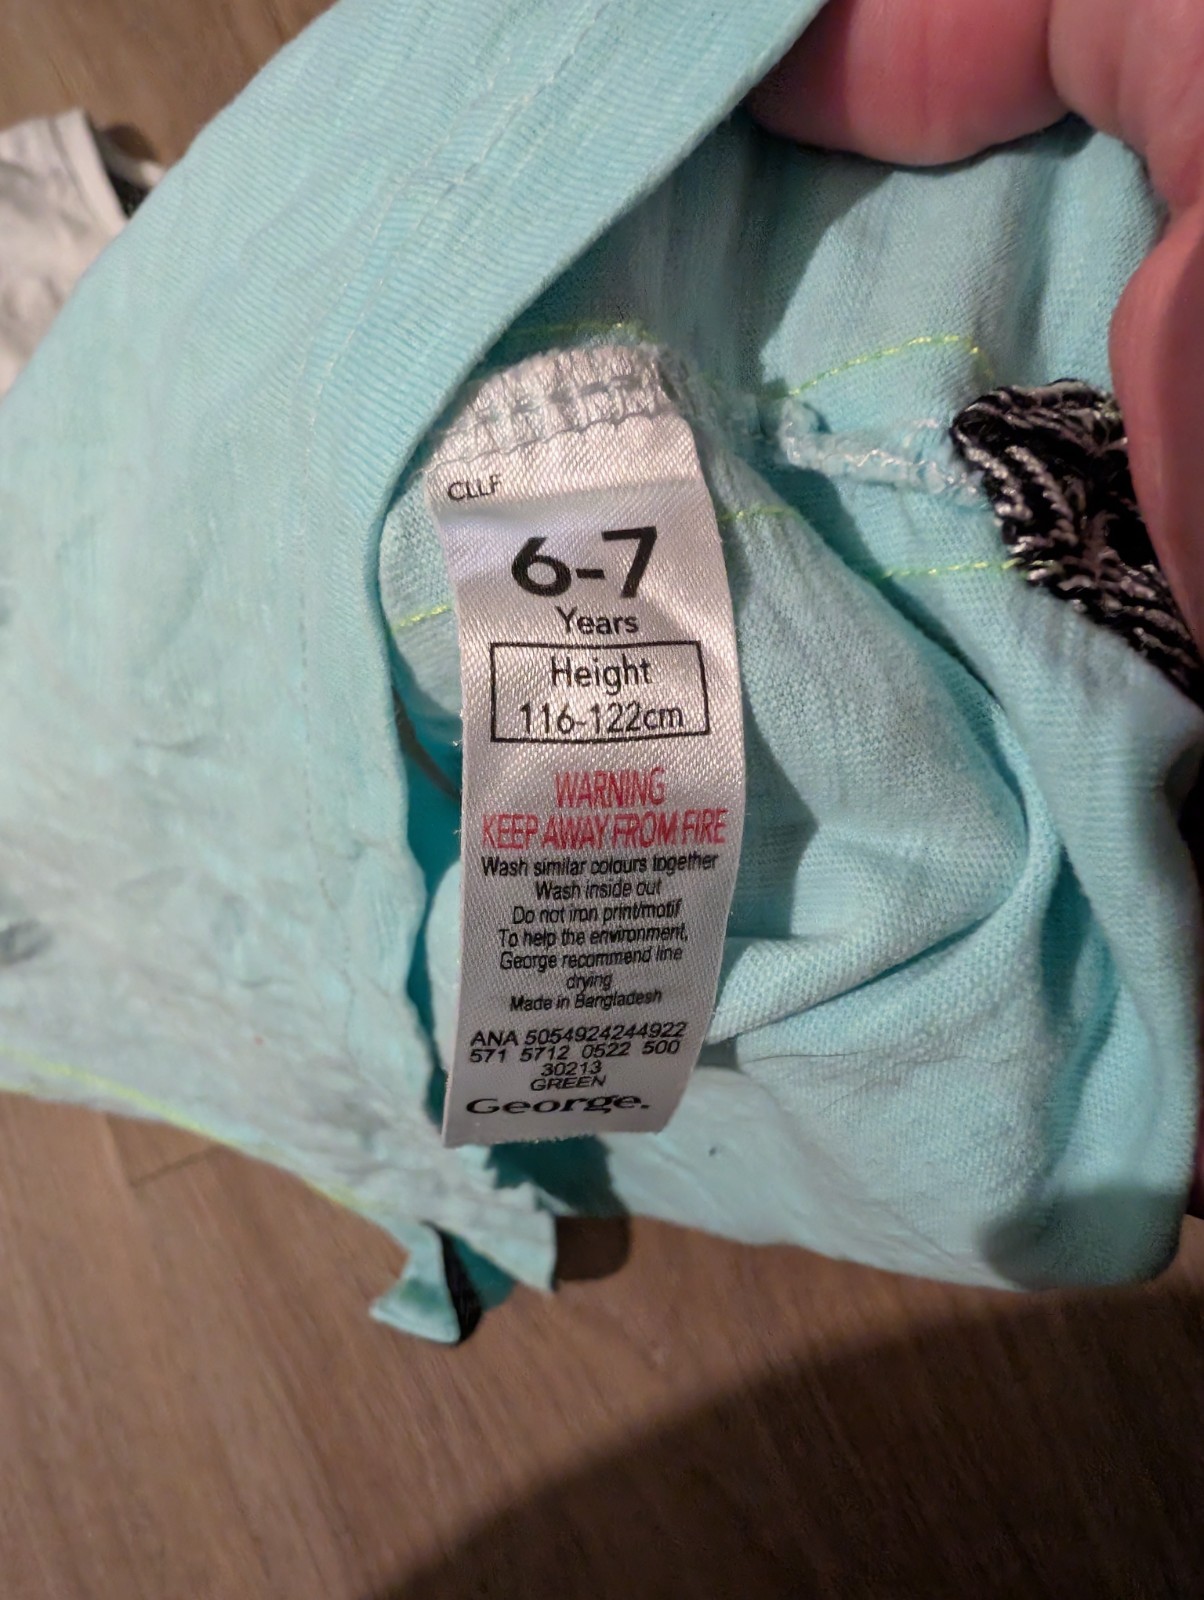 CLLF
6-7
Years
Height
116-122cm
WARNING
KEEP AWAY FROM FIRE
Wash similar colours together
Wash inside out
Do not iron print/motif
To help the environment,
George recommend line
drying
Made in Bangladesh
ANA 5054924244922
571 5712 0522 500
30213
GREEN
George.